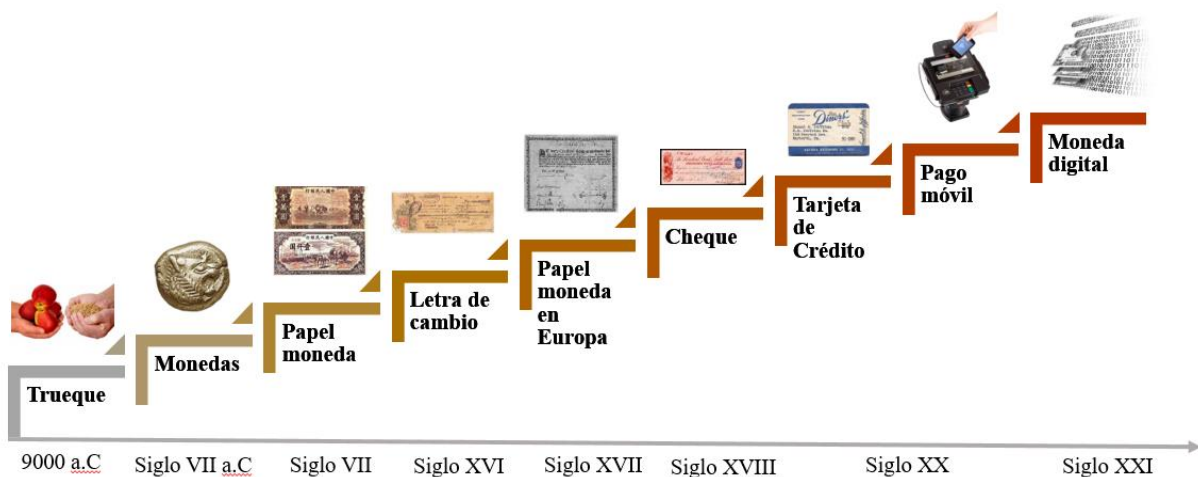 Trueque
Monedas
Papel
moneda
Letra de
cambio
Papel
moneda
en
Europa
Cheque
Tarjeta
de
Crédito
Pago
móvil
Moneda
digital
Diners'
9000 a.C
Siglo VII a.C
Siglo VII
Siglo XVI
Siglo XVII
Siglo XVIII
Siglo XX
Siglo XXI